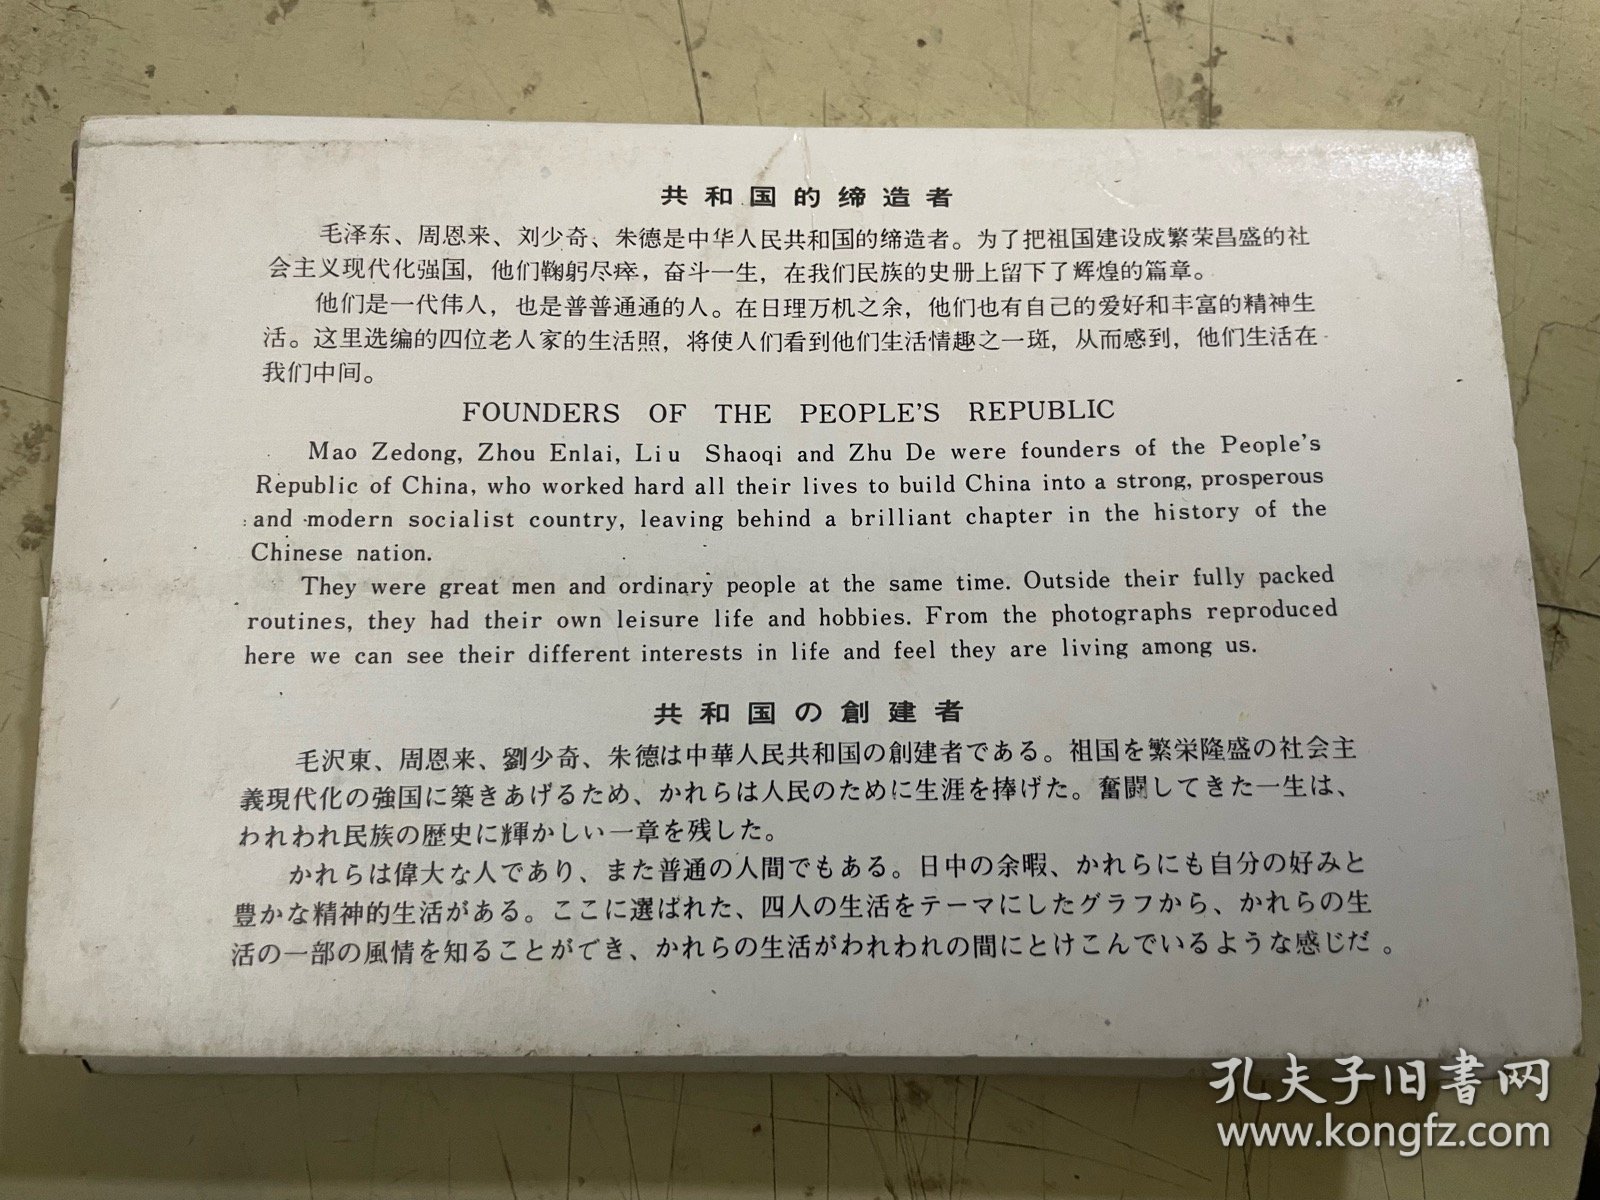 共和国的缔造者
毛泽东、周恩来、刘少奇、朱德是中华人民共和国的缔造者。为了把祖国建设成繁荣昌盛的社
会主义现代化强国，他们鞠躬尽瘁，奋斗一生，在我们民族的史册上留下了辉煌的篇章。
他们是一代伟人，也是普普通通的人。在日理万机之余，他们也有自己的爱好和丰富的精神生
活。这里选编的四位老人家的生活照，将使人们看到他们生活情趣之一斑，从而感到，他们生活在
我们中间。
FOUNDERS OF THE PEOPLE'S REPUBLIC
Mao Zedong, Zhou Enlai, Liu Shaoqi and Zhu De were founders of the People's
Republic of China, who worked hard all their lives to build China into a strong, prosperous
and modern socialist country, leaving behind a brilliant chapter in the history of the
Chinese nation.
They were great men and ordinary people at the same time. Outside their fully packed
routines, they had their own leisure life and hobbies. From the photographs reproduced
here we can see their different interests in life and feel they are living among us.
共和国の創建者
毛沢東、周恩来、劉少奇、朱徳は中華人民共和国の創建者である。祖国を繁栄隆盛の社会主
義現代化の強国に築きあげるため、かれらは人民のために生涯を捧げた。奮闘してきた一生は、
われわれ民族の歴史に輝かしい一章を残した。
かれらは偉大な人であり、また普通の人間でもある。日中の余暇、かれらにも自分の好みと
豊かな精神的生活がある。ここに選ばれた、四人の生活をテーマにしたグラフから、かれらの生
活の一部の風情を知ることができ、かれらの生活がわれわれの間にとけこんでいるような感じだ。
孔夫子旧書网
www.kongfz.com